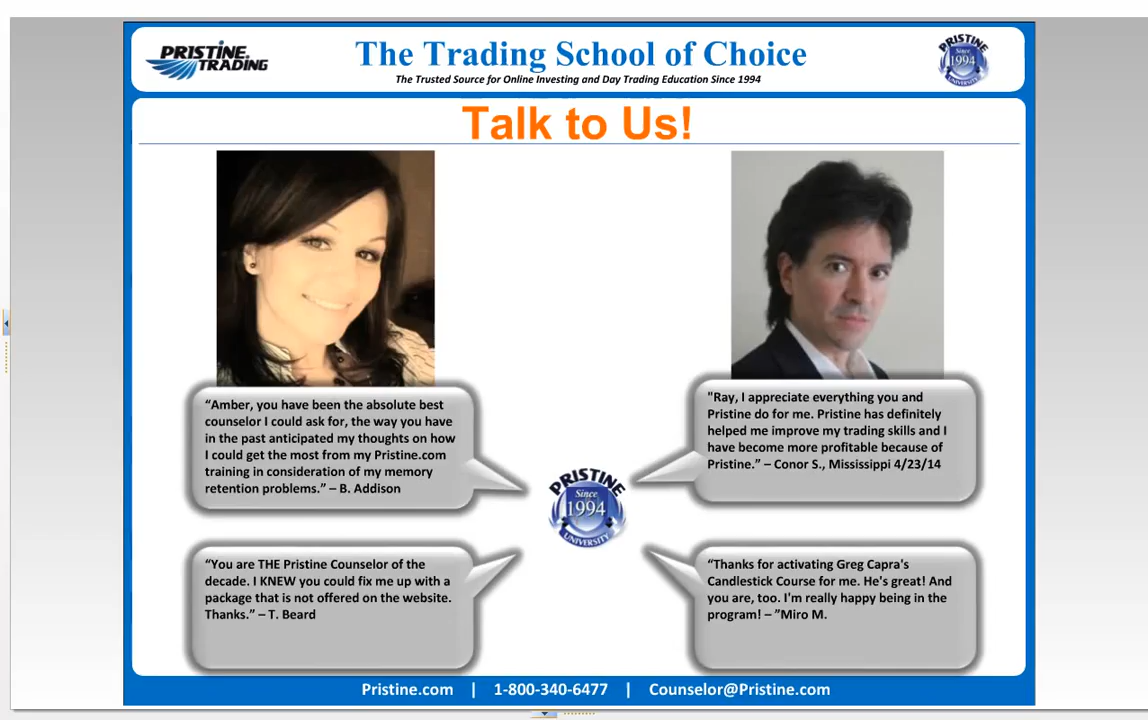 PRISTINE.
TRADING
The Trading School of Choice
The Trusted Source for Online Investing and Day Trading Education Since 1994
PRISTINE
Since
1994
UNIVERSITY
Talk to Us!
“Amber, you have been the absolute best
counselor I could ask for, the way you have
in the past anticipated my thoughts on how
I could get the most from my Pristine.com
training in consideration of my memory
retention problems.” – B. Addison
"Ray, I appreciate everything you and
Pristine do for me. Pristine has definitely
helped me improve my trading skills and I
have become more profitable because of
Pristine.” – Conor S., Mississippi 4/23/14
PRISTINE
Since
1994
UNIVERSITY
“You are THE Pristine Counselor of the
decade. I KNEW you could fix me up with a
package that is not offered on the website.
Thanks.” – T. Beard
“Thanks for activating Greg Capra's
Candlestick Course for me. He's great! And
you are, too. I'm really happy being in the
program! – ”Miro M.
Pristine.com | 1-800-340-6477 | Counselor@Pristine.com